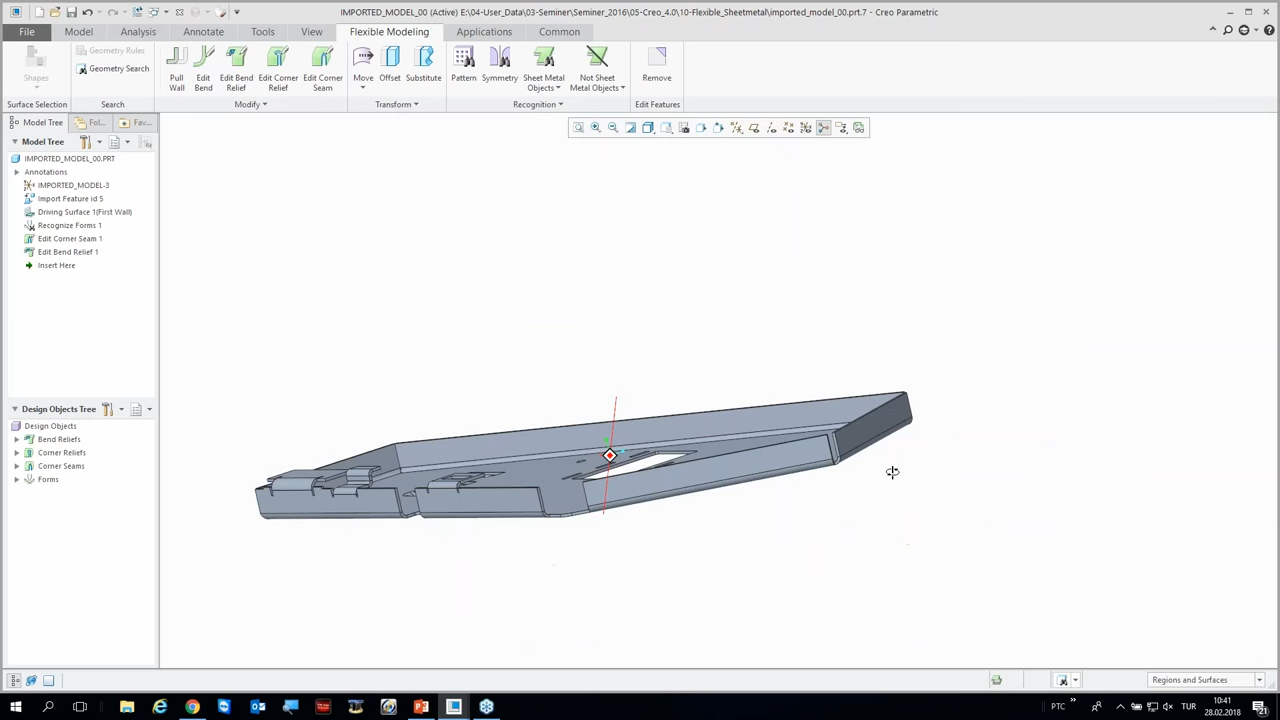 IMPORTED_MODEL_00 (Active) E:\04-User_Data\03-Seminer\Seminer_2016\05-Creo_4.0\10-Flexible_Sheetmetal\imported_model_00.prt.7 - Creo Parametric
File Model Analysis Annotate Tools View Flexible Modeling Applications Common
Shapes
Geometry Rules
Geometry Search
Pull Wall
Edit Bend
Edit Bend Relief
Edit Corner Relief
Edit Corner Seam
Move
Offset
Substitute
Pattern
Symmetry
Sheet Metal Objects
Not Sheet Metal Objects
Remove
Surface Selection Search Modify Transform Recognition Edit Features
Model Tree Fol... Fav...
Model Tree
IMPORTED_MODEL_00.PRT
Annotations
IMPORTED_MODEL-3
Import Feature id 5
Driving Surface 1(First Wall)
Recognize Forms 1
Edit Corner Seam 1
Edit Bend Relief 1
Insert Here
Design Objects Tree
Design Objects
Bend Reliefs
Corner Reliefs
Corner Seams
Forms
Regions and Surfaces
PTC TUR 10:41
28.02.2018
21